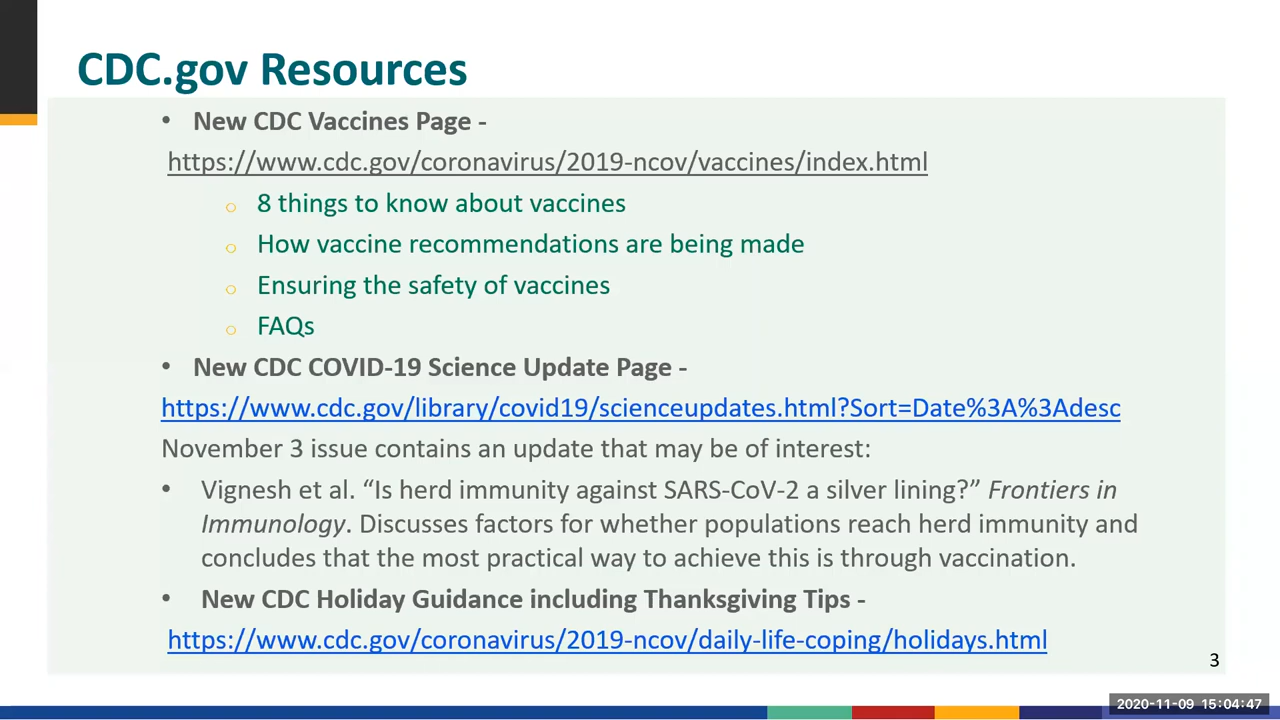 CDC.gov Resources
• New CDC Vaccines Page -
https://www.cdc.gov/coronavirus/2019-ncov/vaccines/index.html
○ 8 things to know about vaccines
○ How vaccine recommendations are being made
○ Ensuring the safety of vaccines
○ FAQs
• New CDC COVID-19 Science Update Page -
https://www.cdc.gov/library/covid19/scienceupdates.html?Sort=Date%3A%3Adesc
November 3 issue contains an update that may be of interest:
• Vignesh et al. “Is herd immunity against SARS-CoV-2 a silver lining?” Frontiers in
Immunology. Discusses factors for whether populations reach herd immunity and
concludes that the most practical way to achieve this is through vaccination.
• New CDC Holiday Guidance including Thanksgiving Tips -
https://www.cdc.gov/coronavirus/2019-ncov/daily-life-coping/holidays.html
3
2020-11-09 15:04:47